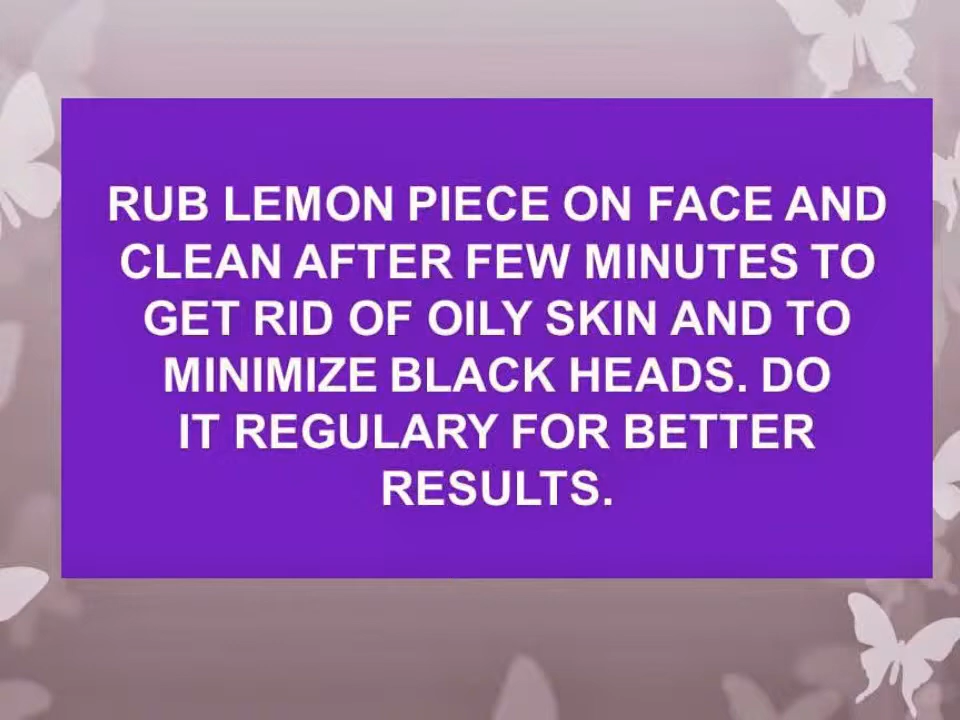 RUB LEMON PIECE ON FACE AND
CLEAN AFTER FEW MINUTES TO
GET RID OF OILY SKIN AND TO
MINIMIZE BLACK HEADS. DO
IT REGULARY FOR BETTER
RESULTS.